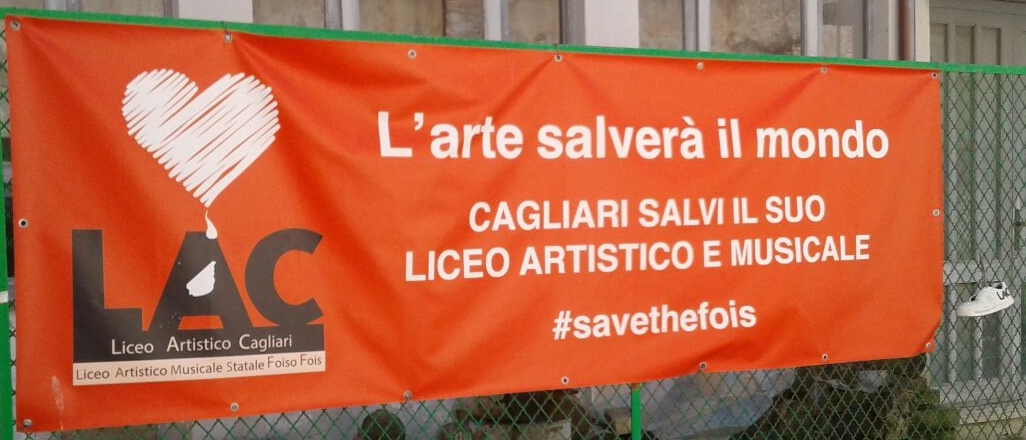 L'arte salverà il mondo
CAGLIARI SALVI IL SUO
LICEO ARTISTICO E MUSICALE
#savethefois
LAC
Liceo Artistico Cagliari
Liceo Artistico Musicale Statale Foiso Fois
LAC